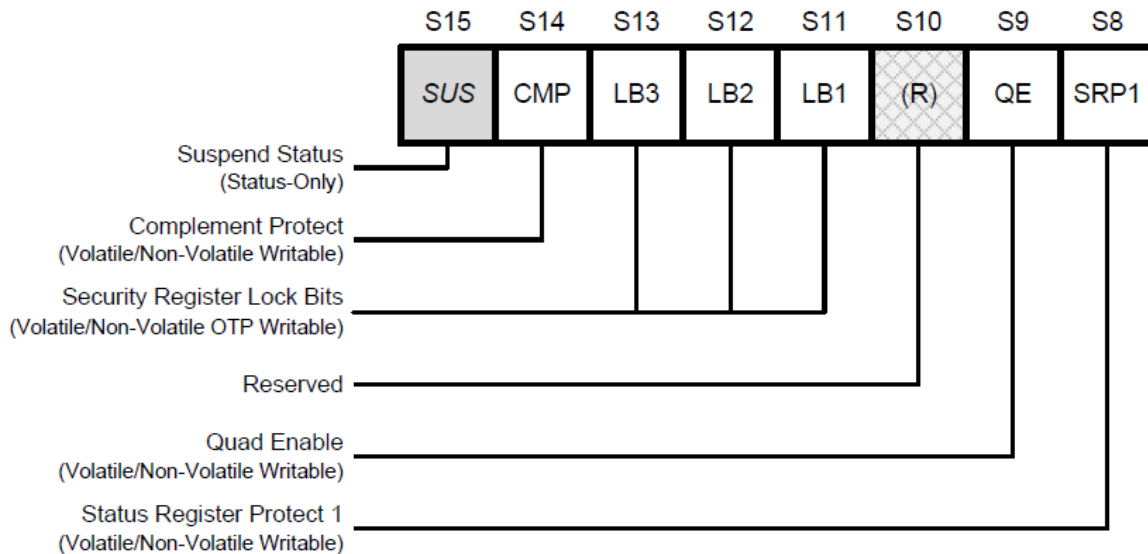 S15 S14 S13 S12 S11 S10 S9 S8
SUS CMP LB3 LB2 LB1 (R) QE SRP1
Suspend Status
(Status-Only)
Complement Protect
(Volatile/Non-Volatile Writable)
Security Register Lock Bits
(Volatile/Non-Volatile OTP Writable)
Reserved
Quad Enable
(Volatile/Non-Volatile Writable)
Status Register Protect 1
(Volatile/Non-Volatile Writable)